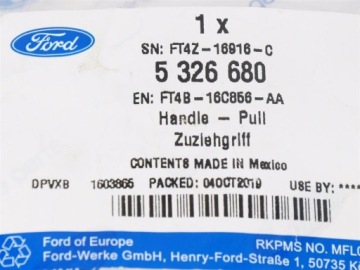 Ford
1 x
SN: FT4Z-16916-C
5 326 680
EN: FT4B-16C856-AA
Handle - Pull
Zuziehgriff
CONTENTS MADE IN Mexico
DPVXB 1603865 PACKED: 04OCT2019 USE BY: ****
Ford of Europe RKPMS NO. MFLC
Ford-Werke GmbH, Henry-Ford-Straße 1, 50735 K